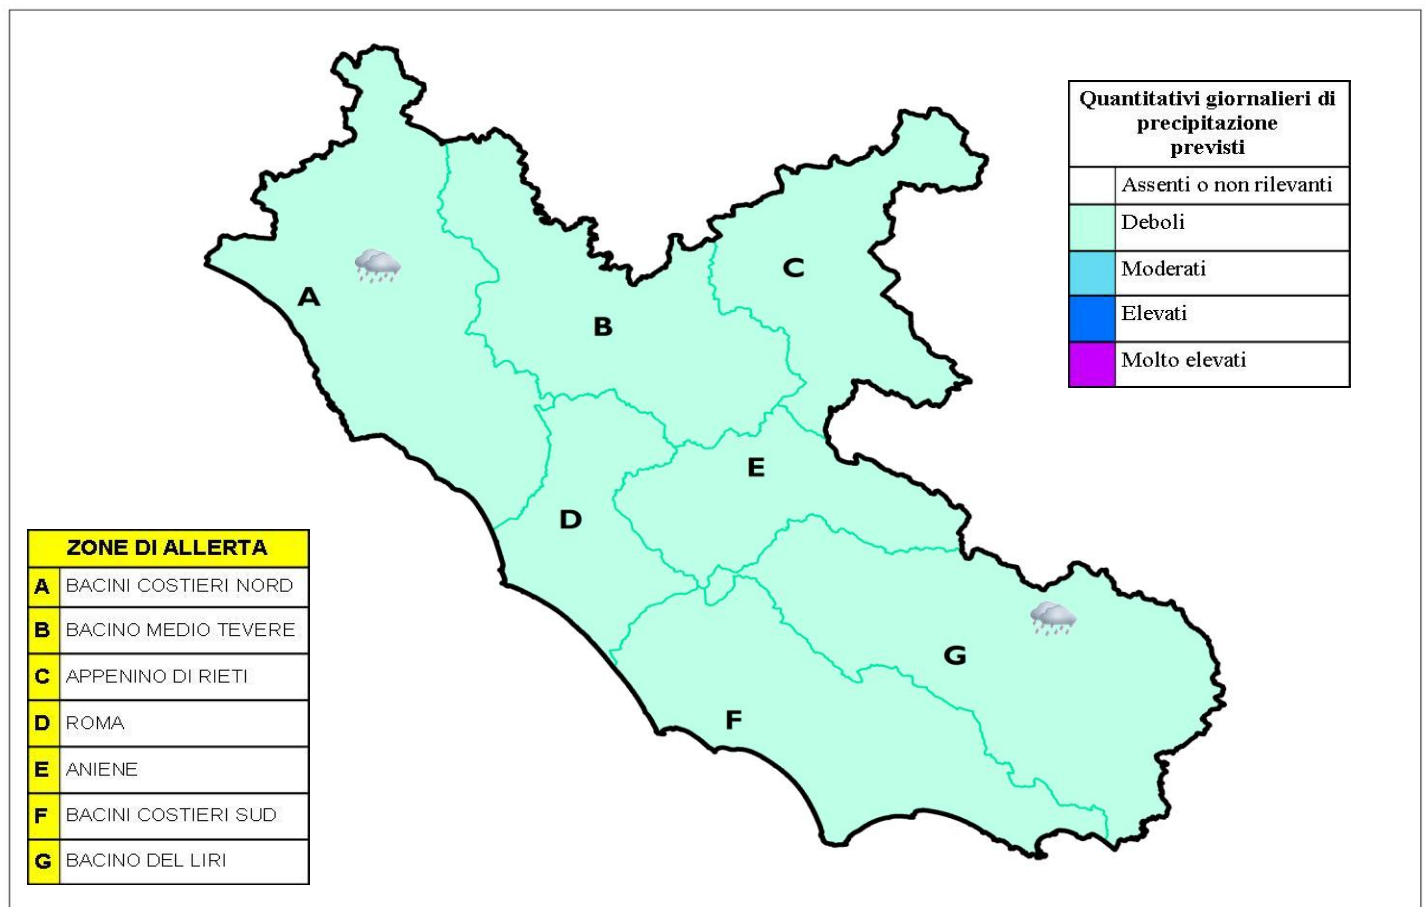 Quantitativi giornalieri di
precipitazione
previsti
Assenti o non rilevanti
Deboli
Moderati
Elevati
Molto elevati
A
B
C
D
E
F
G
ZONE DI ALLERTA
A BACINI COSTIERI NORD
B BACINO MEDIO TEVERE
C APPENINO DI RIETI
D ROMA
E ANIENE
F BACINI COSTIERI SUD
G BACINO DEL LIRI